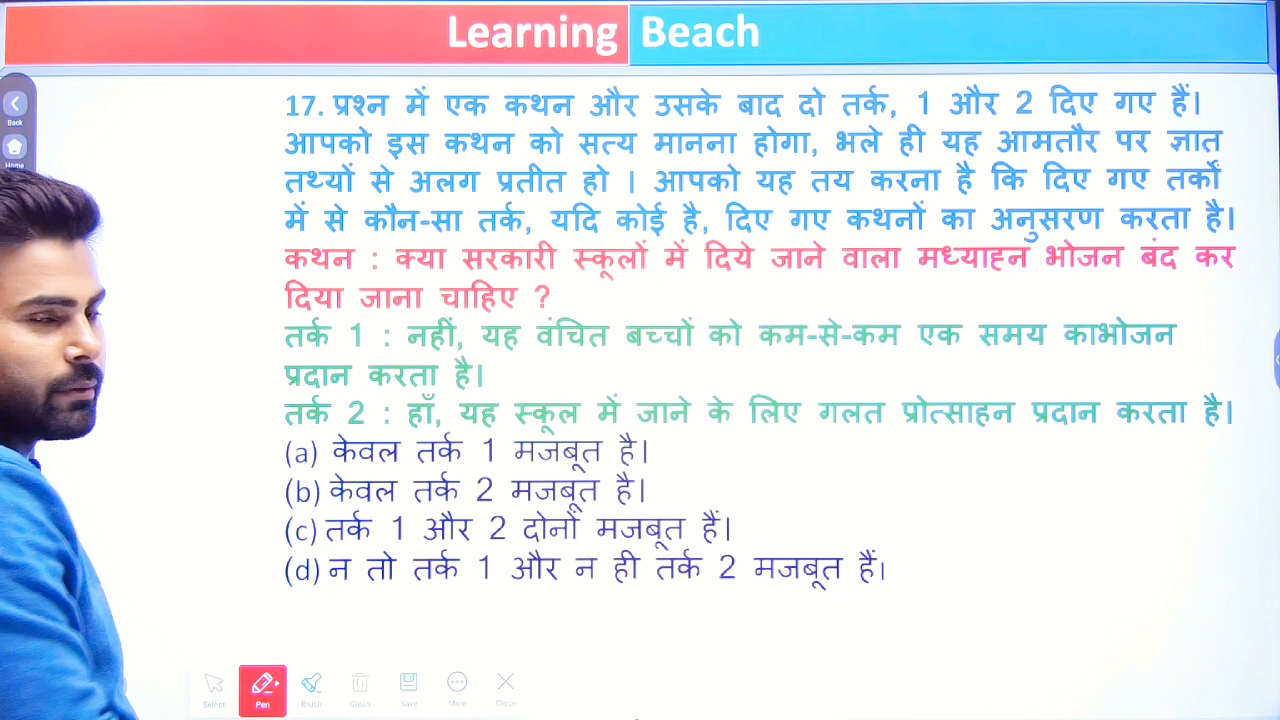 Learning Beach
Back
Home
17. प्रश्न में एक कथन और उसके बाद दो तर्क, 1 और 2 दिए गए हैं।
आपको इस कथन को सत्य मानना होगा, भले ही यह आमतौर पर ज्ञात
तथ्यों से अलग प्रतीत हो । आपको यह तय करना है कि दिए गए तर्कों
में से कौन-सा तर्क, यदि कोई है, दिए गए कथनों का अनुसरण करता है।
कथन : क्या सरकारी स्कूलों में दिये जाने वाला मध्याह्न भोजन बंद कर
दिया जाना चाहिए ?
तर्क 1 : नहीं, यह वंचित बच्चों को कम-से-कम एक समय काभोजन
प्रदान करता है।
तर्क 2 : हाँ, यह स्कूल में जाने के लिए गलत प्रोत्साहन प्रदान करता है।
(a) केवल तर्क 1 मजबूत है।
(b) केवल तर्क 2 मजबूत है।
(c) तर्क 1 और 2 दोनों मजबूत हैं।
(d) न तो तर्क 1 और न ही तर्क 2 मजबूत हैं।
Select Pen Brush Clean Save More Close